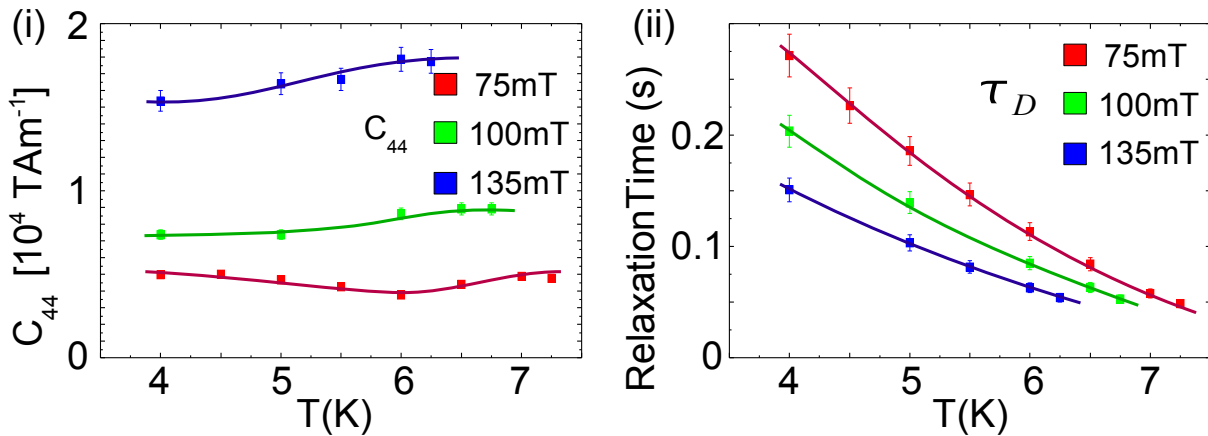 (i)
C44 [10^4 TAm^-1]
2
1
0
C44
75mT
100mT
135mT
4 5 6 7
T(K)
(ii)
RelaxationTime (s)
0.2
0.1
0
τD
75mT
100mT
135mT
4 5 6 7
T(K)